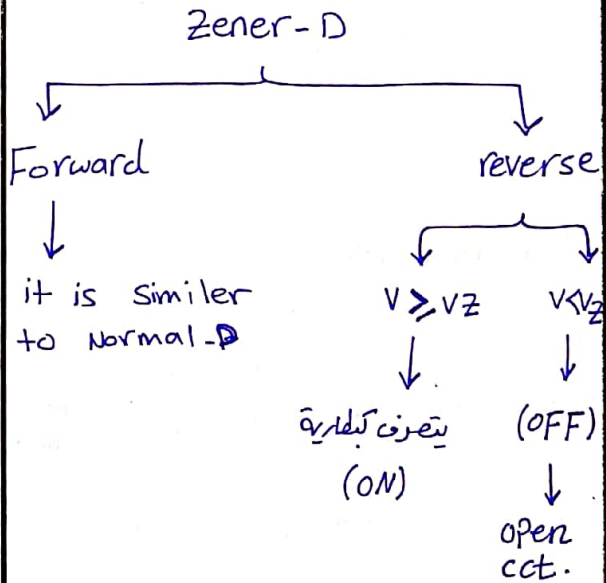 Zener-D
Forward
reverse
it is similer
to Normal-D
V ≥ VZ
V<Vz
يتصرف كبطارية
(ON)
(OFF)
open
cct.